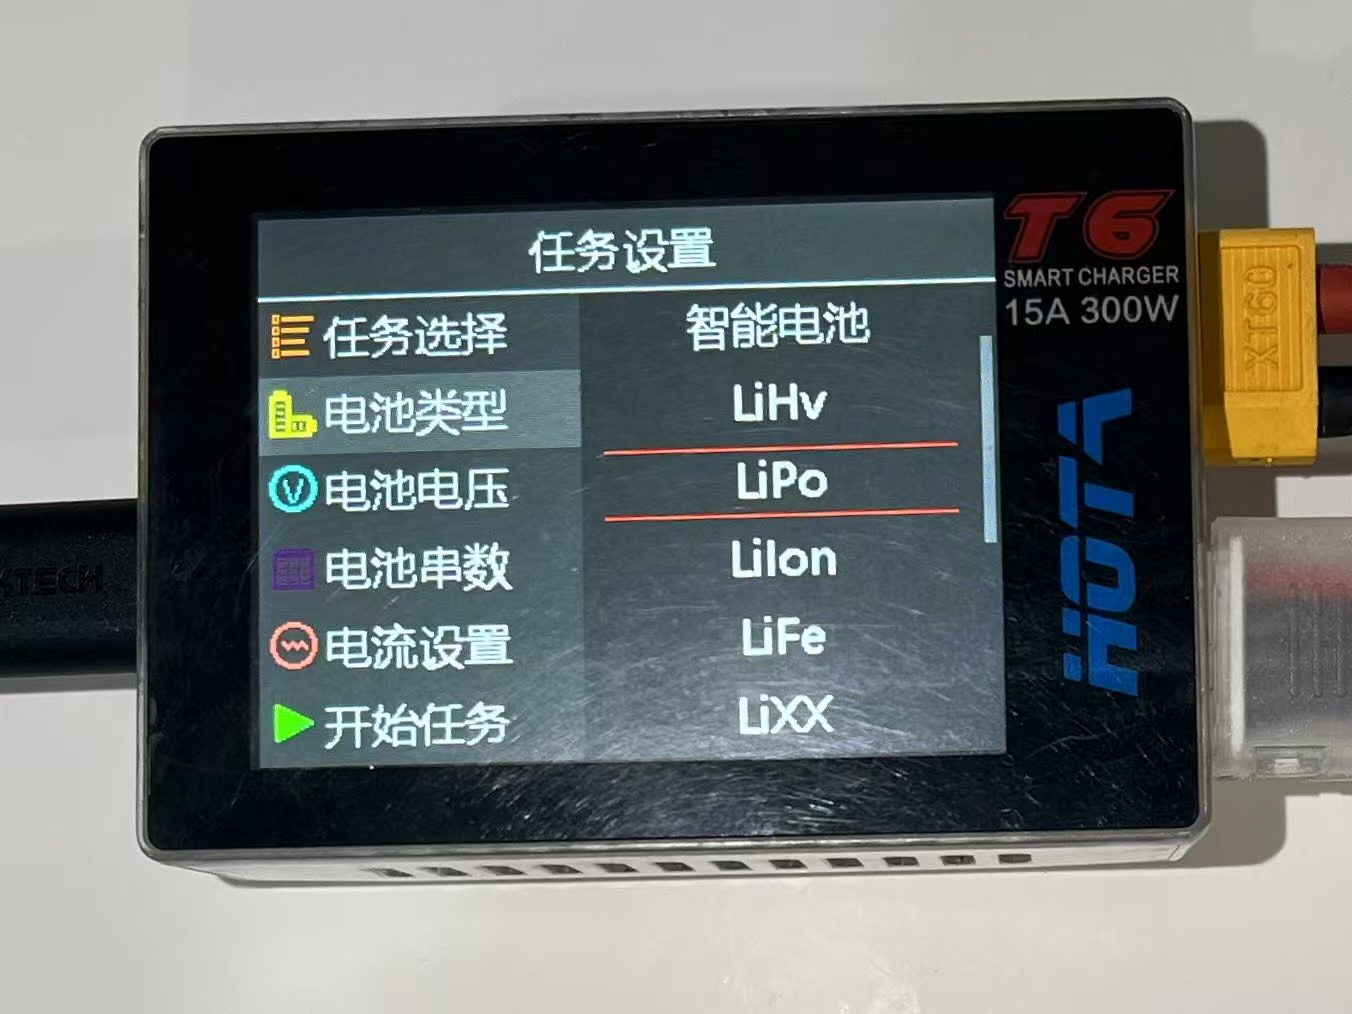 任务设置
任务选择
电池类型
电池电压
电池串数
电流设置
开始任务
智能电池
LiHv
LiPo
LiIon
LiFe
LiXX
T6
SMART CHARGER
15A 300W
HOTA
XT60